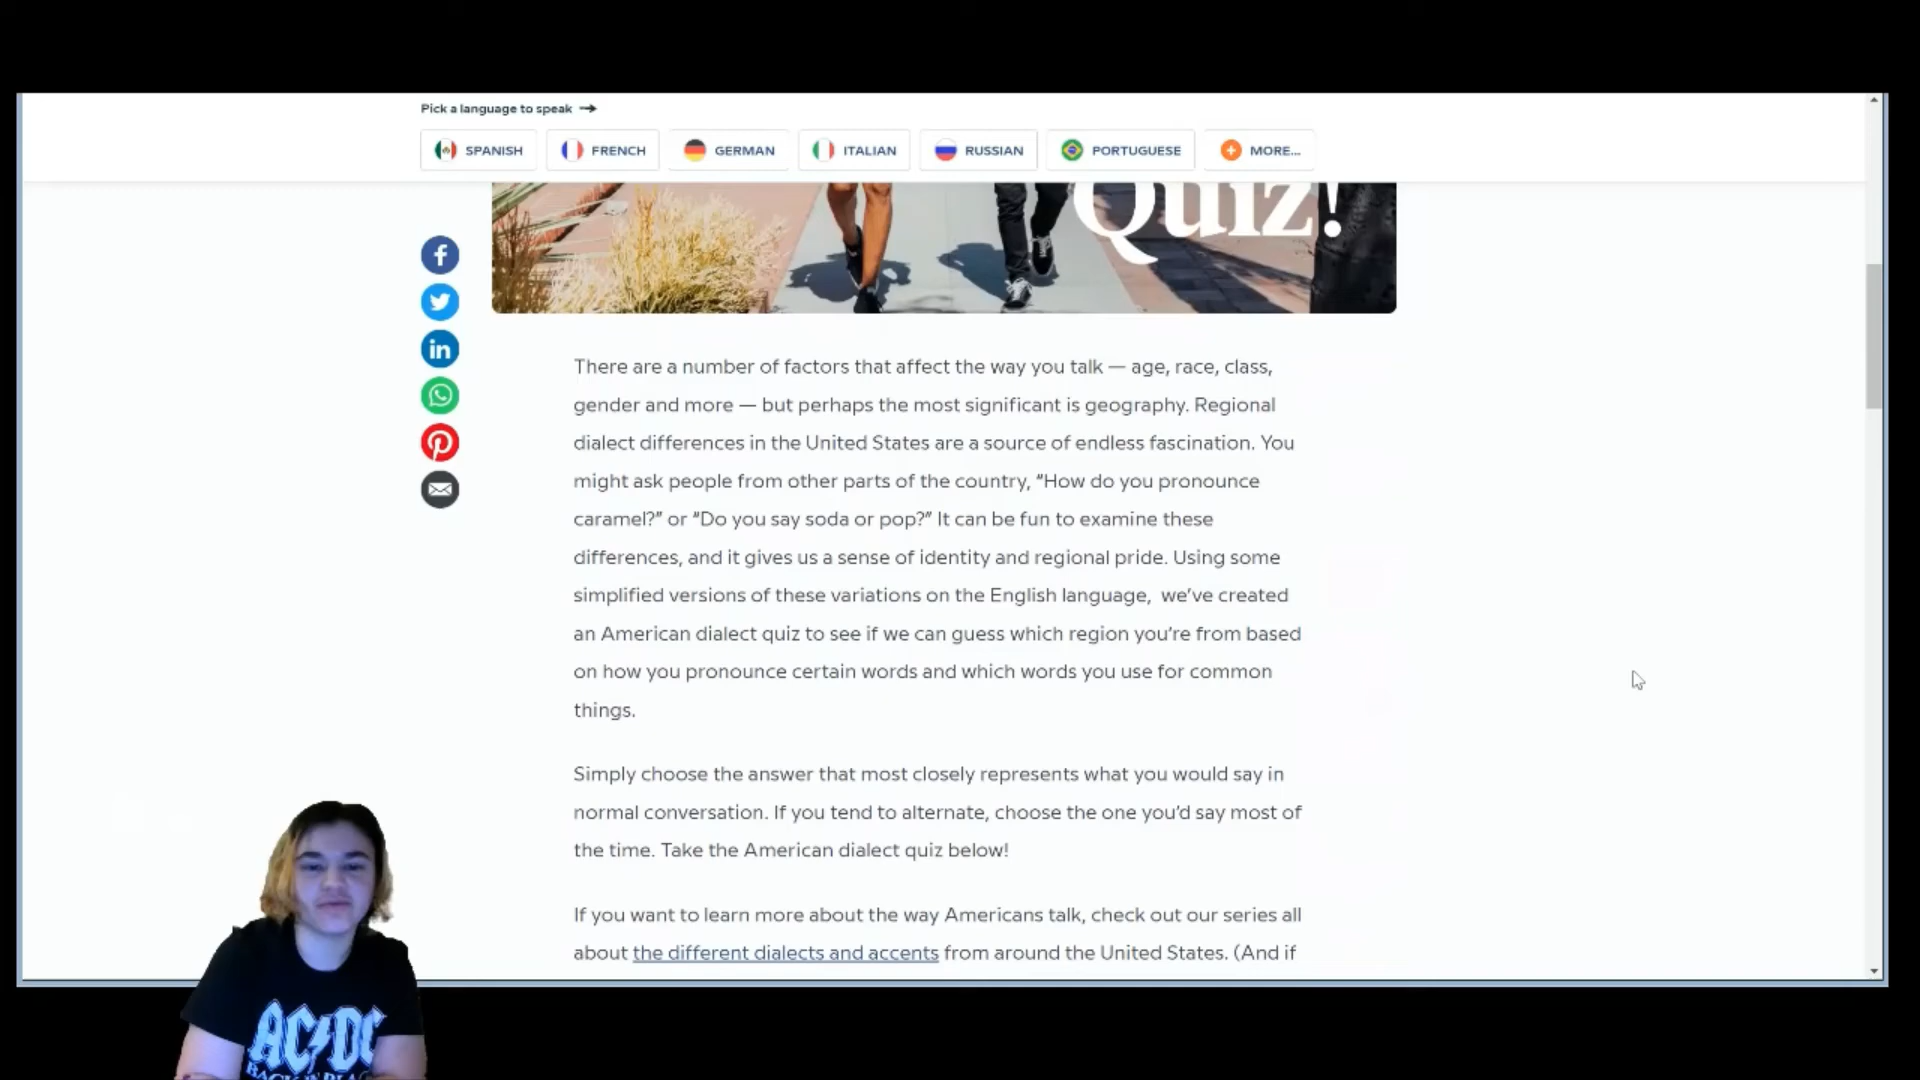 Pick a language to speak →
SPANISH FRENCH GERMAN ITALIAN RUSSIAN PORTUGUESE MORE...
Quiz!
There are a number of factors that affect the way you talk — age, race, class,
gender and more — but perhaps the most significant is geography. Regional
dialect differences in the United States are a source of endless fascination. You
might ask people from other parts of the country, “How do you pronounce
caramel?” or “Do you say soda or pop?” It can be fun to examine these
differences, and it gives us a sense of identity and regional pride. Using some
simplified versions of these variations on the English language, we’ve created
an American dialect quiz to see if we can guess which region you’re from based
on how you pronounce certain words and which words you use for common
things.
Simply choose the answer that most closely represents what you would say in
normal conversation. If you tend to alternate, choose the one you’d say most of
the time. Take the American dialect quiz below!
If you want to learn more about the way Americans talk, check out our series all
about the different dialects and accents from around the United States. (And if
AC/DC
BACK IN BLACK